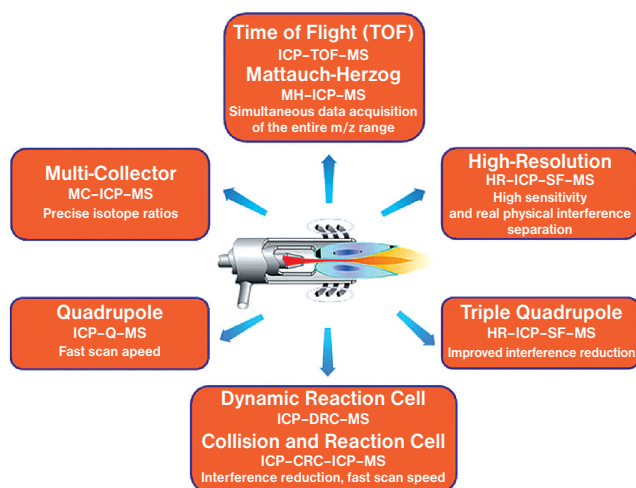 Time of Flight (TOF)
ICP–TOF–MS
Mattauch-Herzog
MH–ICP–MS
Simultaneous data acquisition
of the entire m/z range
Multi-Collector
MC–ICP–MS
Precise isotope ratios
High-Resolution
HR–ICP–SF–MS
High sensitivity
and real physical interference
separation
Quadrupole
ICP–Q–MS
Fast scan apeed
Triple Quadrupole
HR–ICP–SF–MS
Improved interference reduction
Dynamic Reaction Cell
ICP–DRC–MS
Collision and Reaction Cell
ICP–CRC–ICP–MS
Interference reduction, fast scan speed